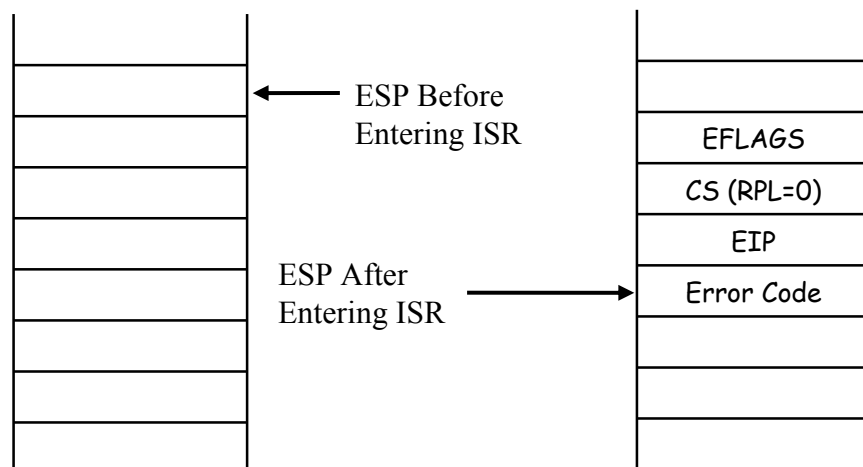 ESP Before
Entering ISR
EFLAGS
CS (RPL=0)
EIP
ESP After
Entering ISR
Error Code